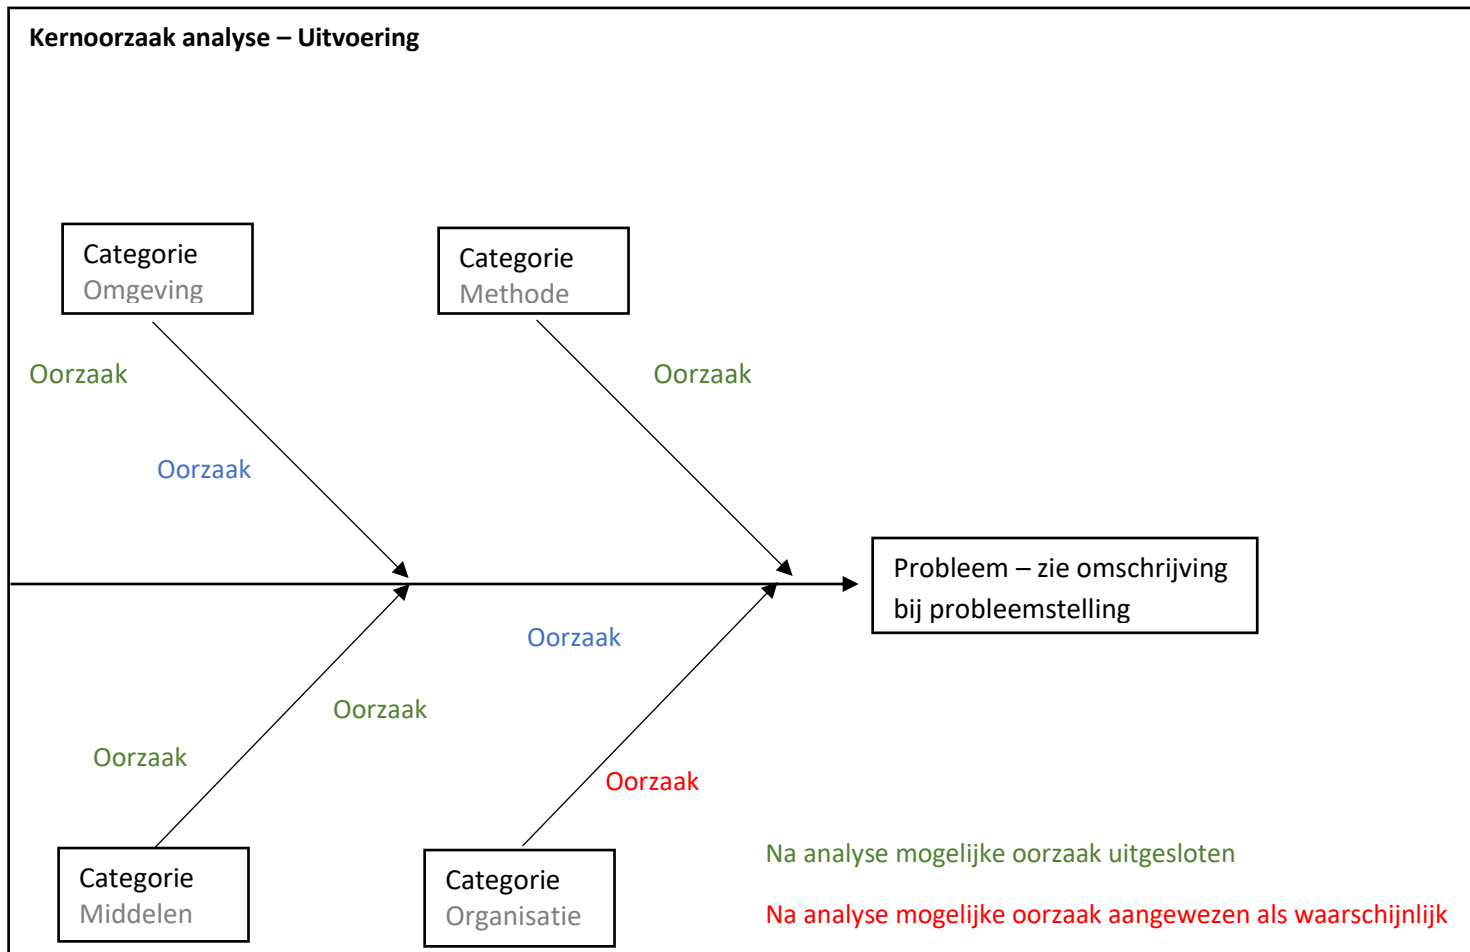 Kernoorzaak analyse – Uitvoering
Categorie
Omgeving
Categorie
Methode
Oorzaak
Oorzaak
Oorzaak
Probleem – zie omschrijving
bij probleemstelling
Oorzaak
Oorzaak
Oorzaak
Oorzaak
Categorie
Middelen
Categorie
Organisatie
Na analyse mogelijke oorzaak uitgesloten
Na analyse mogelijke oorzaak aangewezen als waarschijnlijk